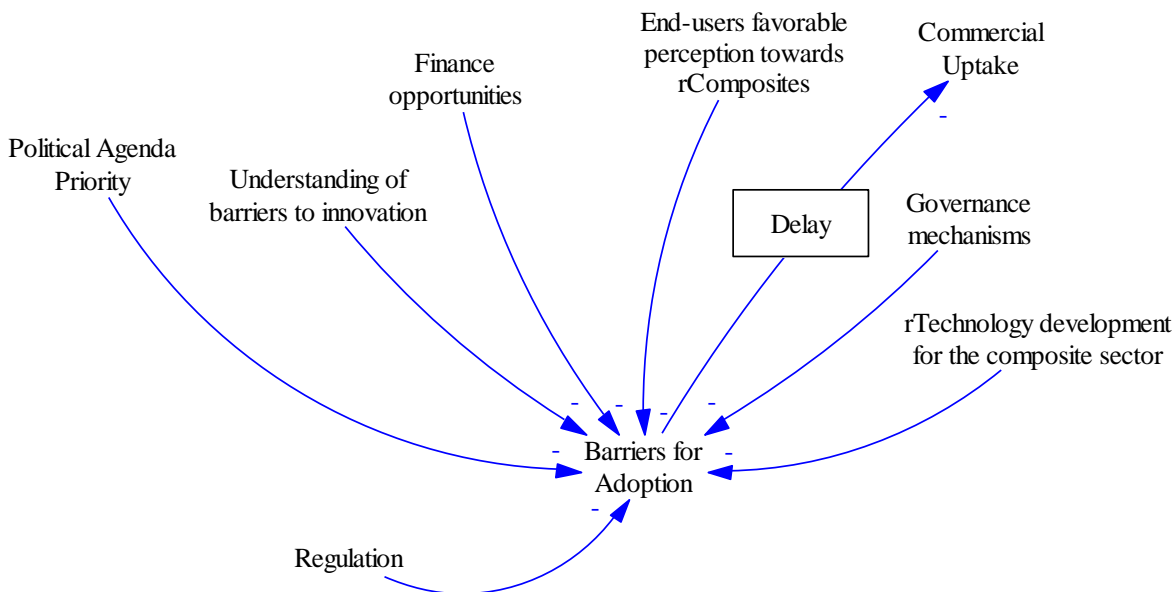 End-users favorable
perception towards
rComposites
Commercial
Uptake
-
Finance
opportunities
Political Agenda
Priority
Understanding of
barriers to innovation
Delay
Governance
mechanisms
rTechnology development
for the composite sector
-
-
-
-
-
-
Barriers for
Adoption
-
Regulation